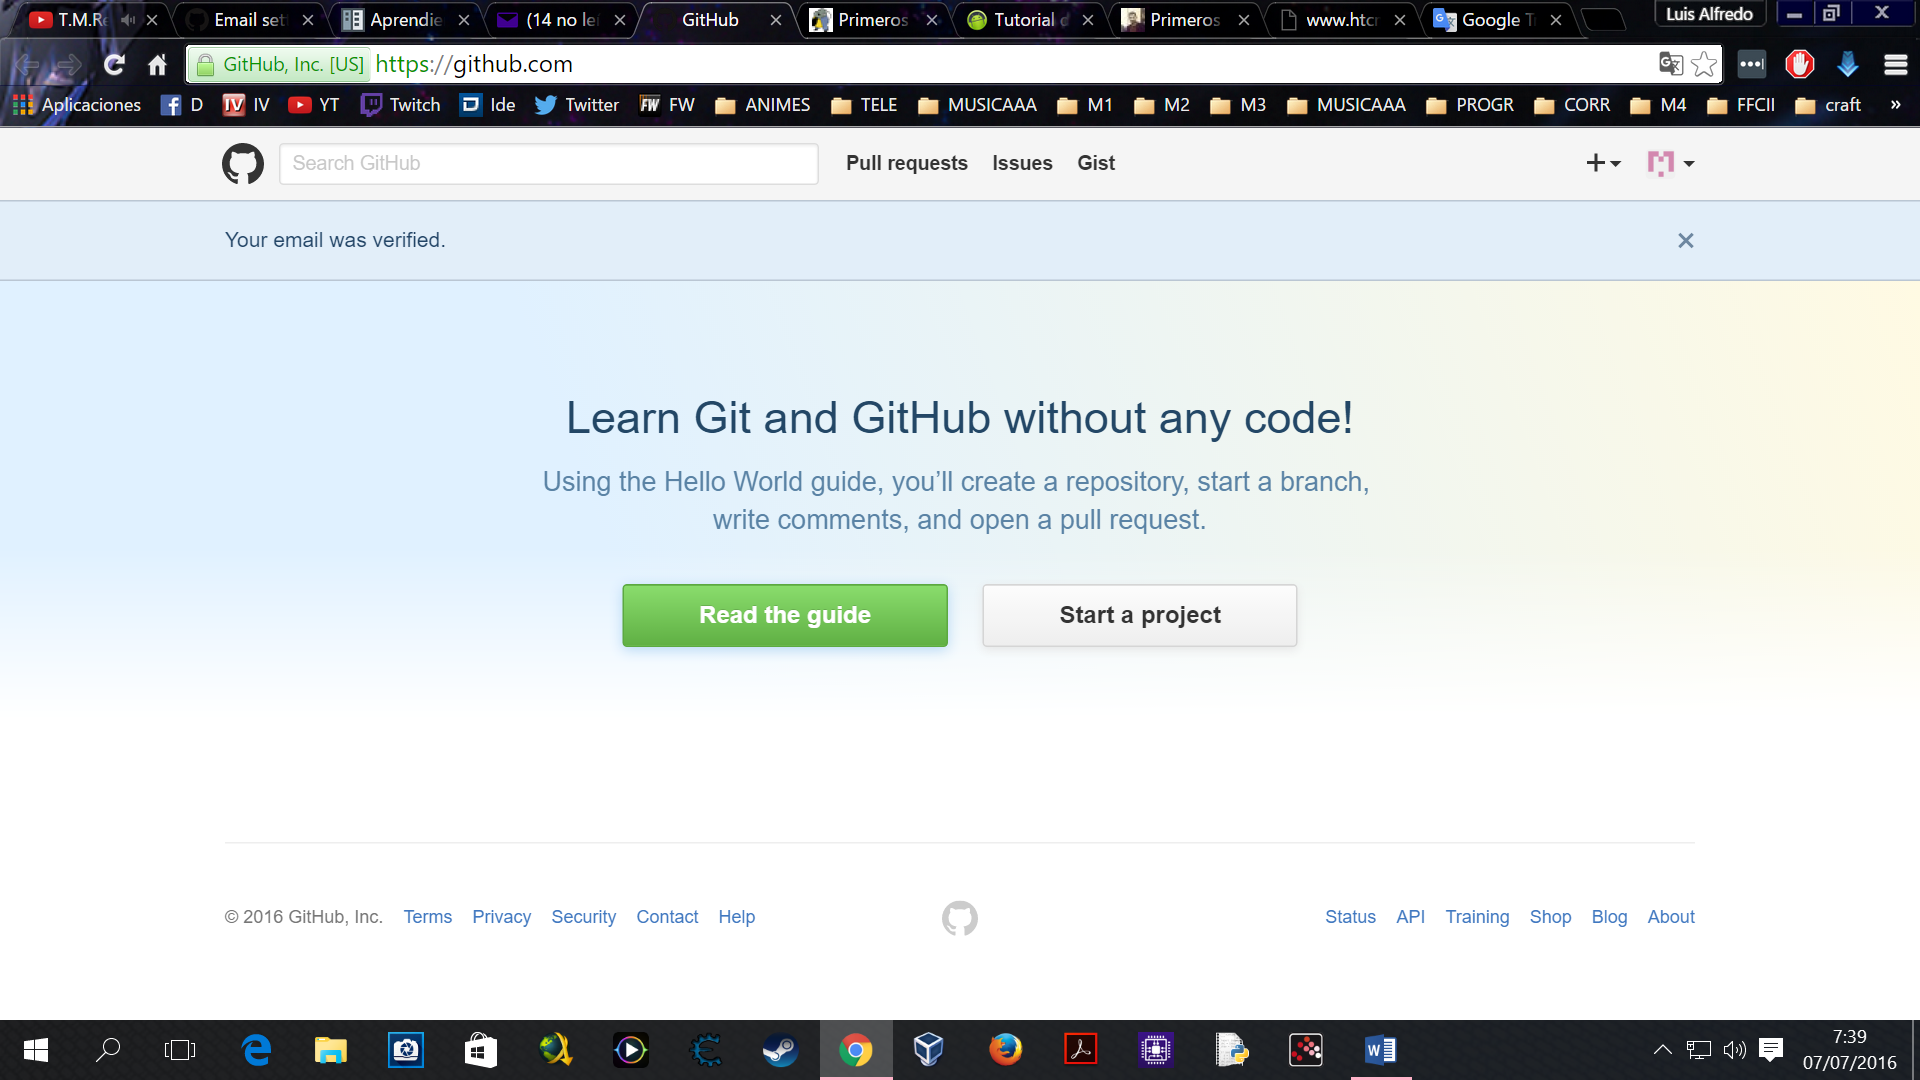 T.M.Re Email set Aprendie (14 no leí GitHub Primeros Tutorial d Primeros www.htcm Google Tr Luis Alfredo
GitHub, Inc. [US] https://github.com
Aplicaciones D IV YT Twitch Ide Twitter FW ANIMES TELE MUSICAAA M1 M2 M3 MUSICAAA PROGR CORR M4 FFCII craft »
Search GitHub Pull requests Issues Gist
Your email was verified.
Learn Git and GitHub without any code!
Using the Hello World guide, you’ll create a repository, start a branch,
write comments, and open a pull request.
Read the guide Start a project
© 2016 GitHub, Inc. Terms Privacy Security Contact Help Status API Training Shop Blog About
7:39
07/07/2016